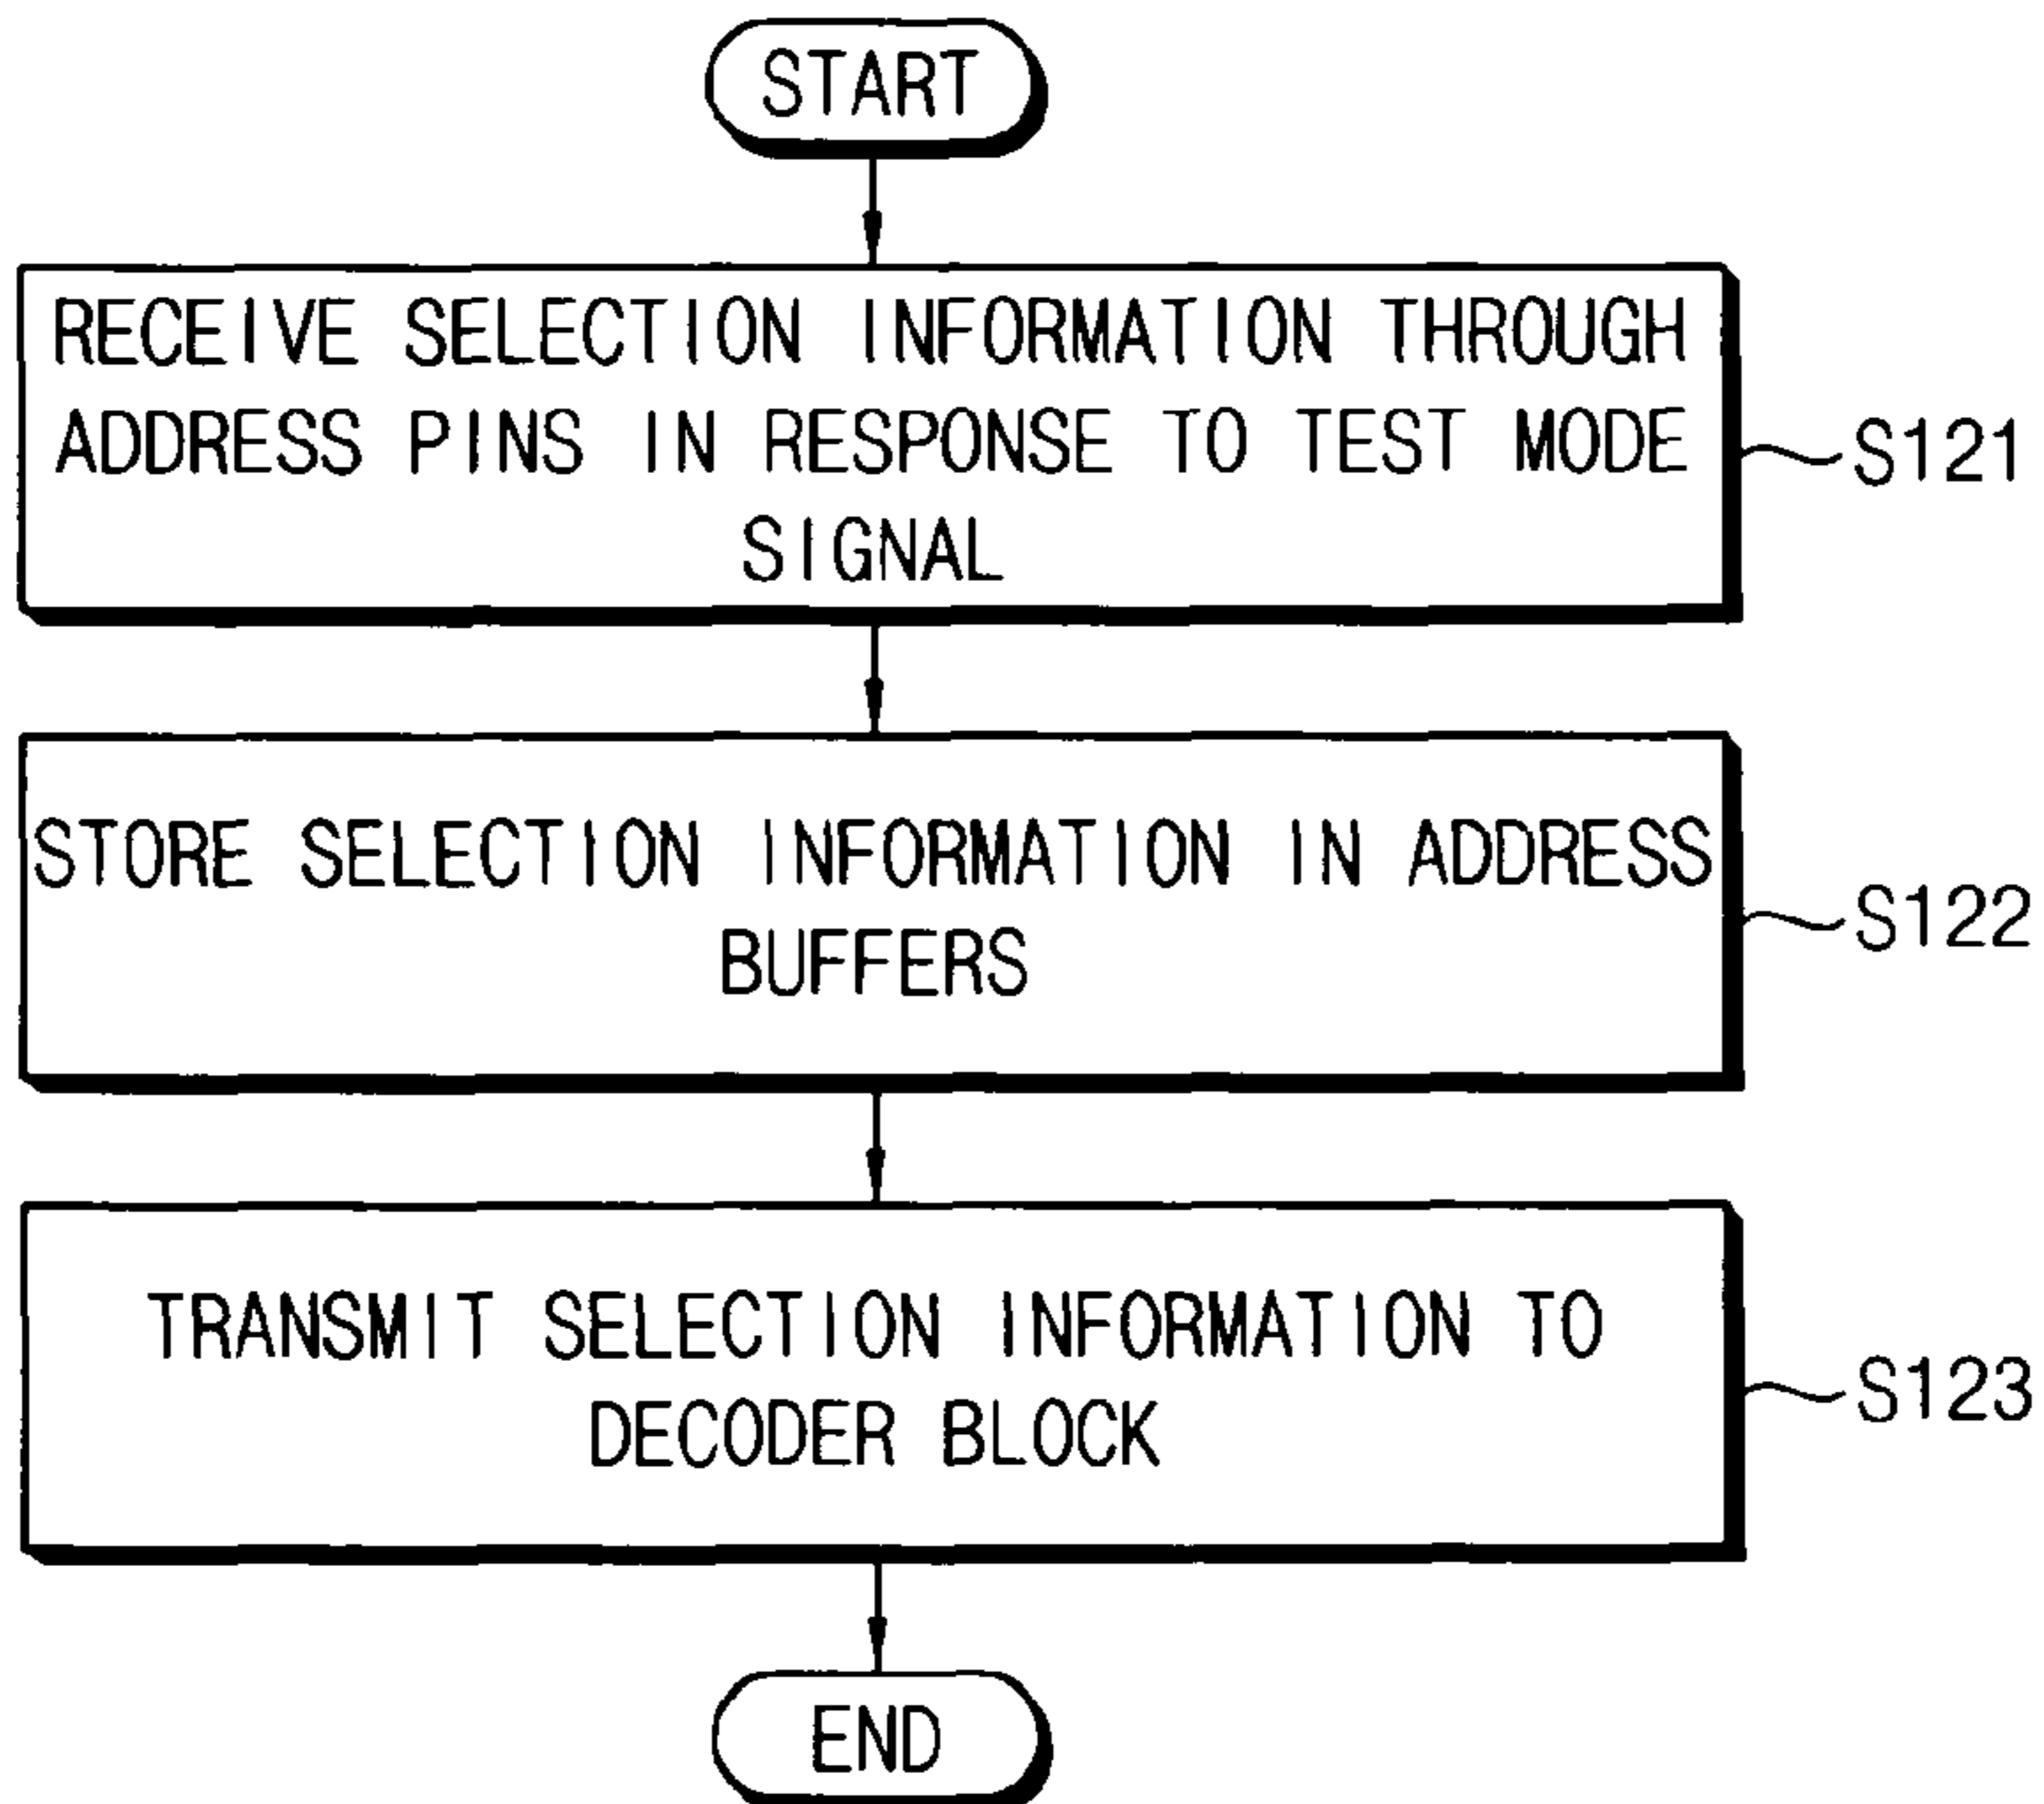 START
RECEIVE SELECTION INFORMATION THROUGH
ADDRESS PINS IN RESPONSE TO TEST MODE
SIGNAL
S121
STORE SELECTION INFORMATION IN ADDRESS
BUFFERS
S122
TRANSMIT SELECTION INFORMATION TO
DECODER BLOCK
S123
END